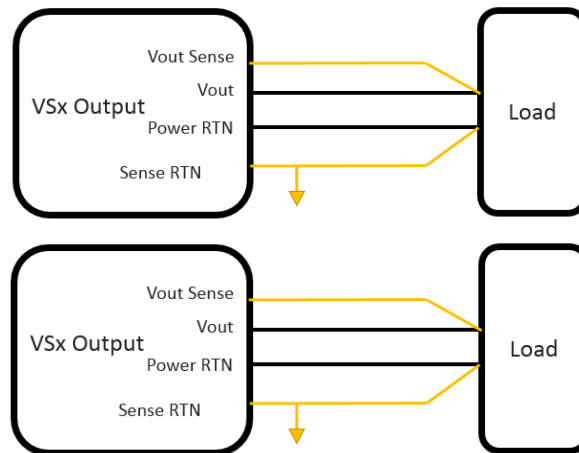 Vout Sense
Vout
VSx Output
Load
Power RTN
Sense RTN
Vout Sense
Vout
VSx Output
Load
Power RTN
Sense RTN